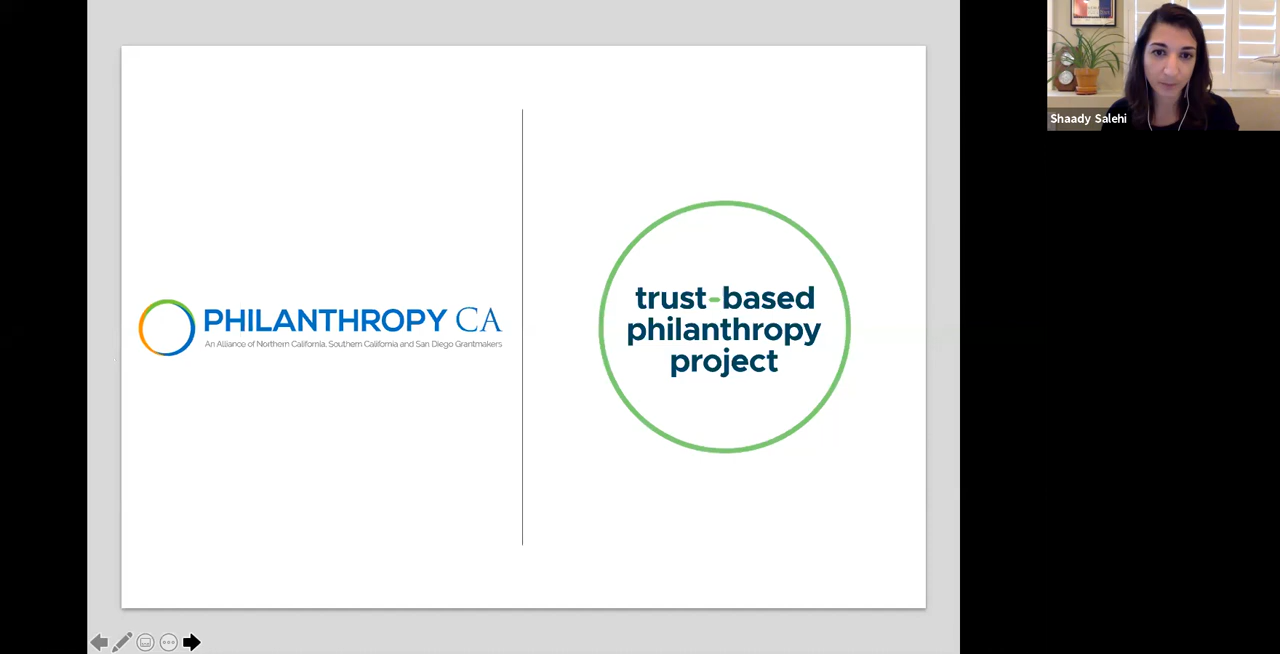 PHILANTHROPY CA
An Alliance of Northern California, Southern California and San Diego Grantmakers
trust-based
philanthropy
project
Shaady Salehi